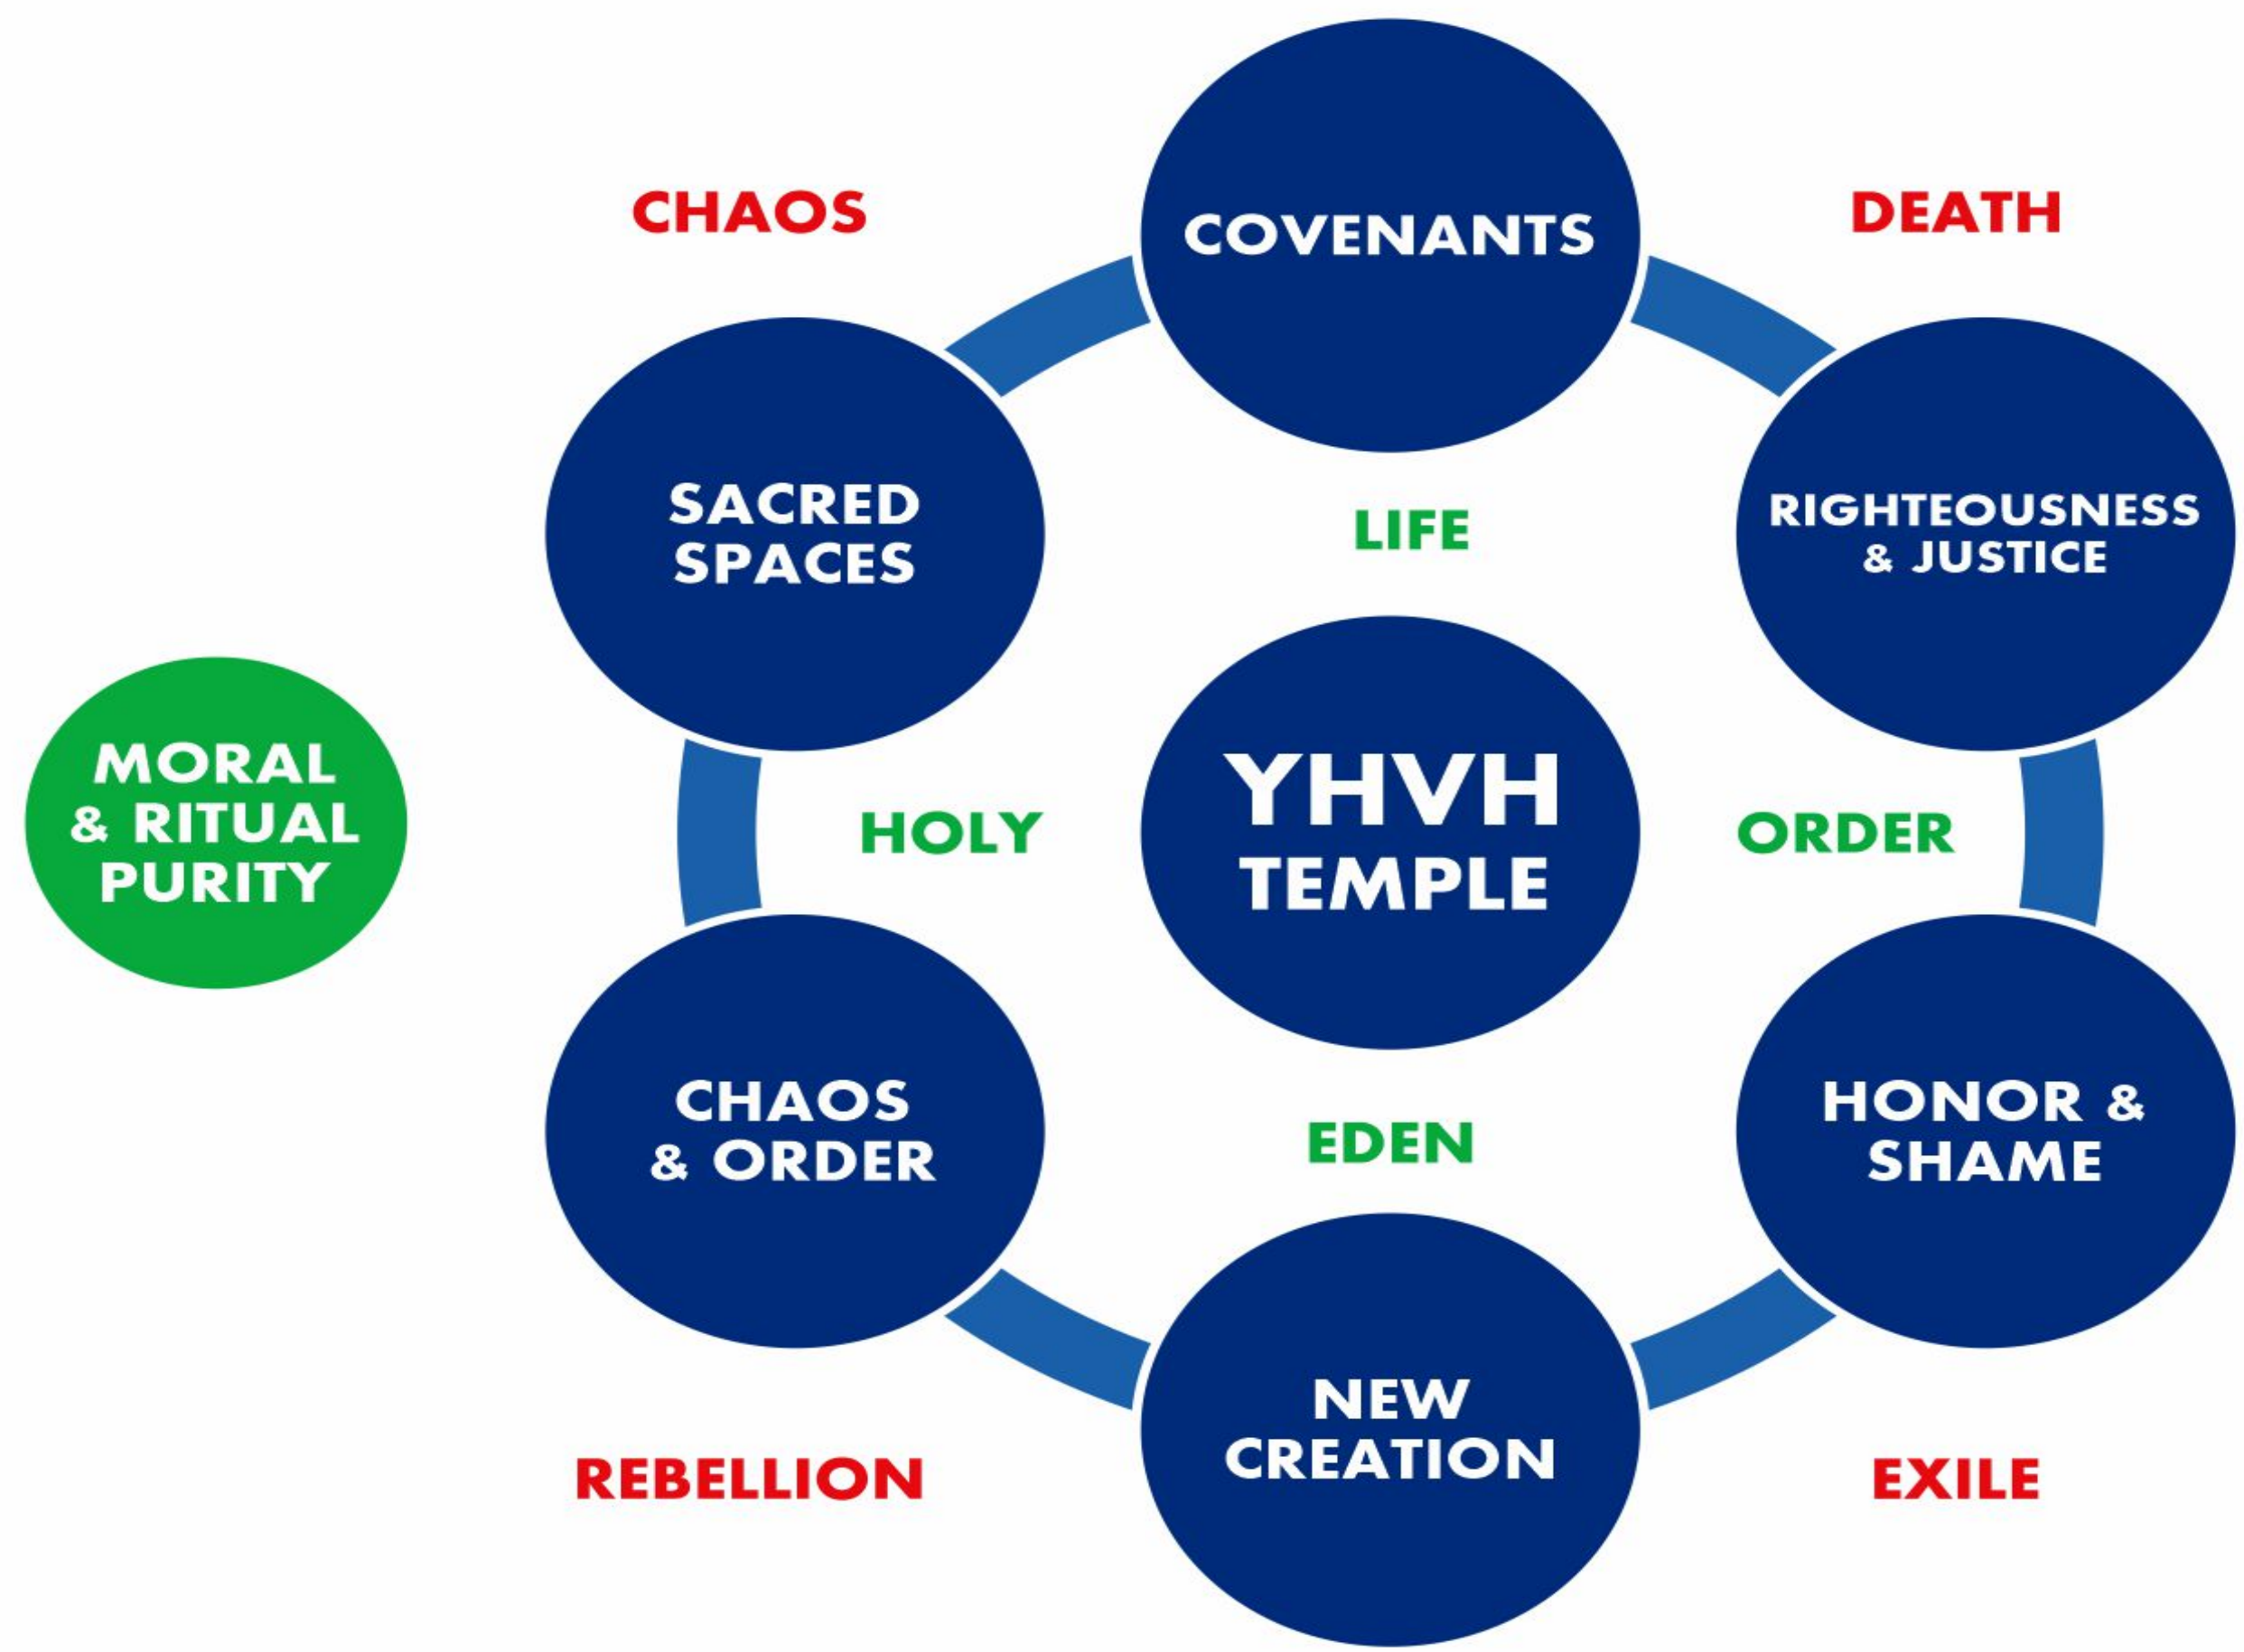 COVENANTS
CHAOS
DEATH
SACRED
SPACES
RIGHTEOUSNESS
& JUSTICE
LIFE
MORAL
& RITUAL
PURITY
HOLY
YHVH
TEMPLE
ORDER
CHAOS
& ORDER
EDEN
HONOR &
SHAME
NEW
CREATION
REBELLION
EXILE